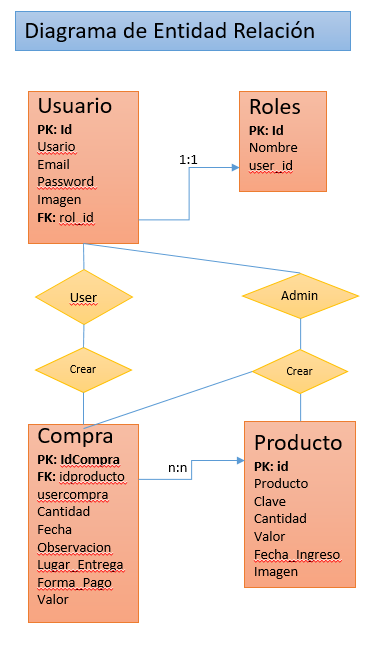 Diagrama de Entidad Relación
Usuario
PK: Id
Usario
Email
Password
Imagen
FK: rol_id
1:1
Roles
PK: Id
Nombre
user_id
User
Admin
Crear
Crear
Compra
PK: IdCompra
FK: idproducto
usercompra
Cantidad
Fecha
Observacion
Lugar_Entrega
Forma_Pago
Valor
n:n
Producto
PK: id
Producto
Clave
Cantidad
Valor
Fecha_Ingreso
Imagen